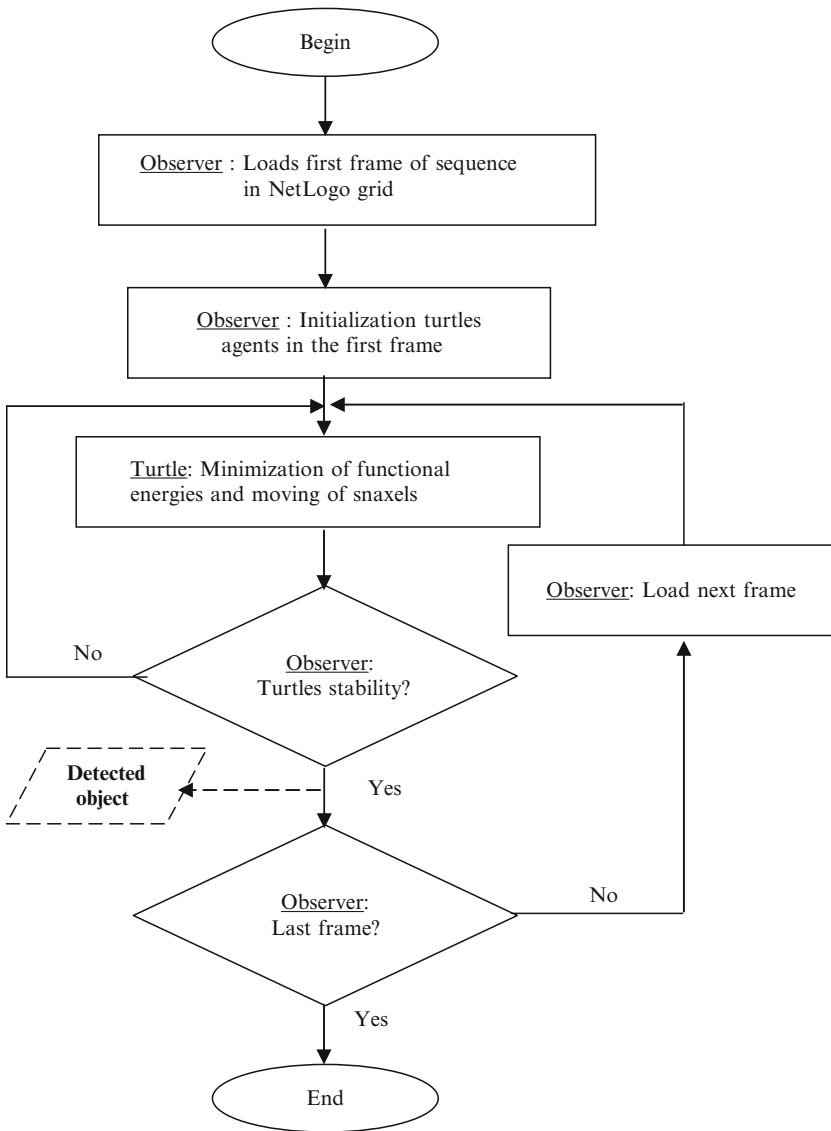 Begin
Observer : Loads first frame of sequence
in NetLogo grid
Observer : Initialization turtles
agents in the first frame
Turtle: Minimization of functional
energies and moving of snaxels
Observer: Load next frame
No
Observer:
Turtles stability?
Detected
object
Yes
Observer:
Last frame?
No
Yes
End